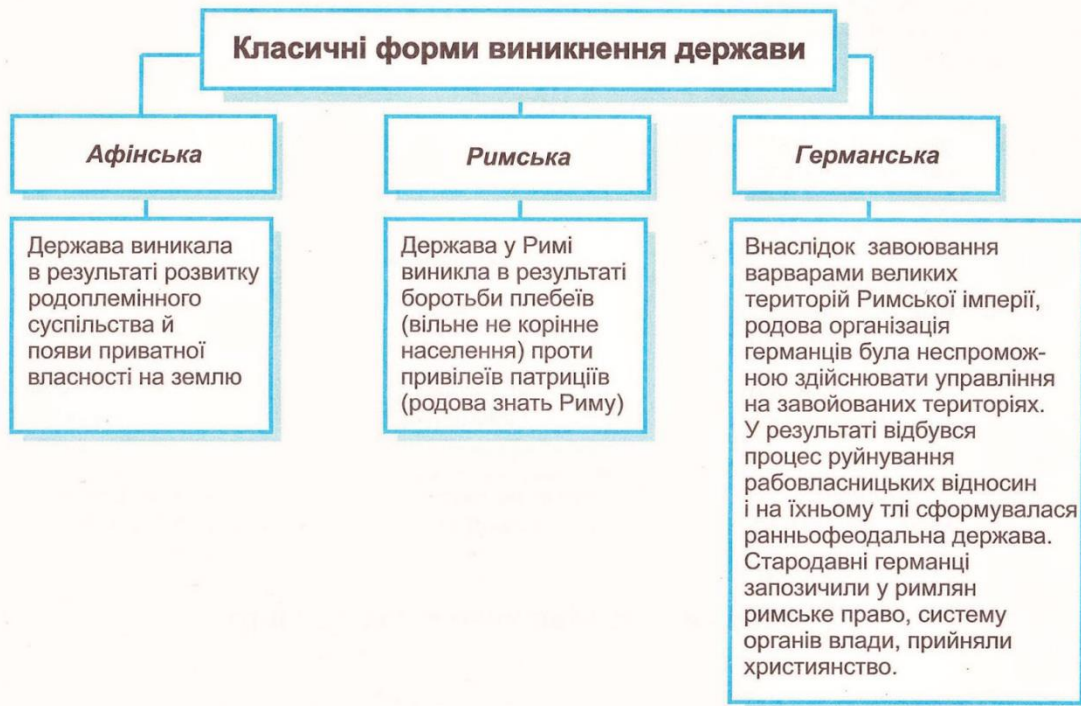 Класичні форми виникнення держави
Афінська
Держава виникала
в результаті розвитку
родоплемінного
суспільства й
появи приватної
власності на землю
Римська
Держава у Римі
виникла в результаті
боротьби плебеїв
(вільне не корінне
населення) проти
привілеїв патриціїв
(родова знать Риму)
Германська
Внаслідок завоювання
варварами великих
територій Римської імперії,
родова організація
германців була неспромож-
ною здійснювати управління
на завойованих територіях.
У результаті відбувся
процес руйнування
рабовласницьких відносин
і на їхньому тлі сформувалася
ранньофеодальна держава.
Стародавні германці
запозичили у римлян
римське право, систему
органів влади, прийняли
християнство.